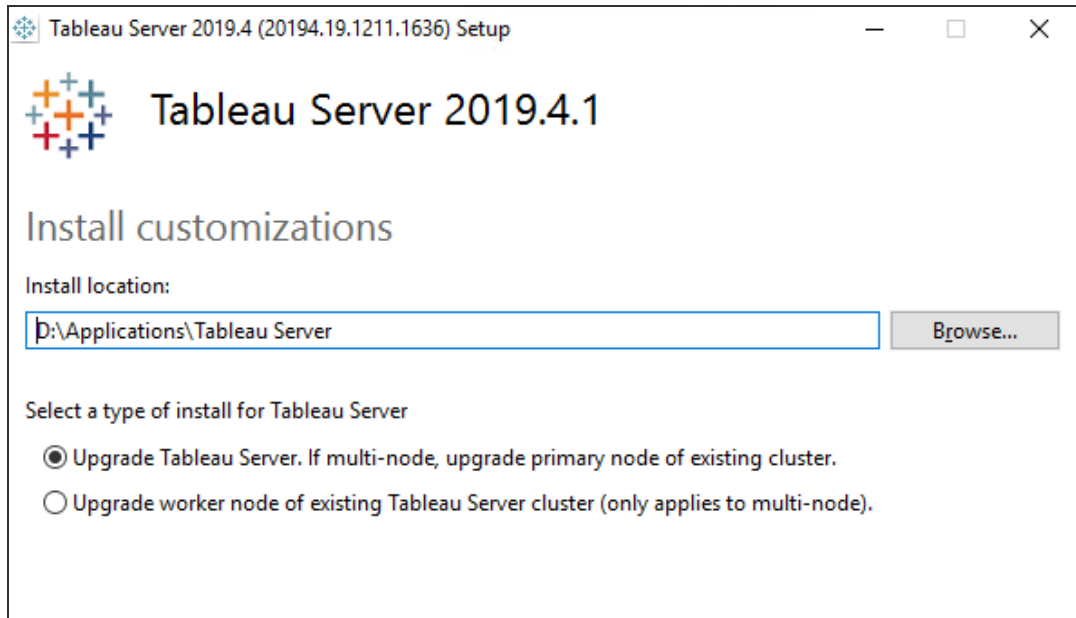 Tableau Server 2019.4 (20194.19.1211.1636) Setup
Tableau Server 2019.4.1
Install customizations
Install location:
D:\Applications\Tableau Server
Browse...
Select a type of install for Tableau Server
Upgrade Tableau Server. If multi-node, upgrade primary node of existing cluster.
Upgrade worker node of existing Tableau Server cluster (only applies to multi-node).